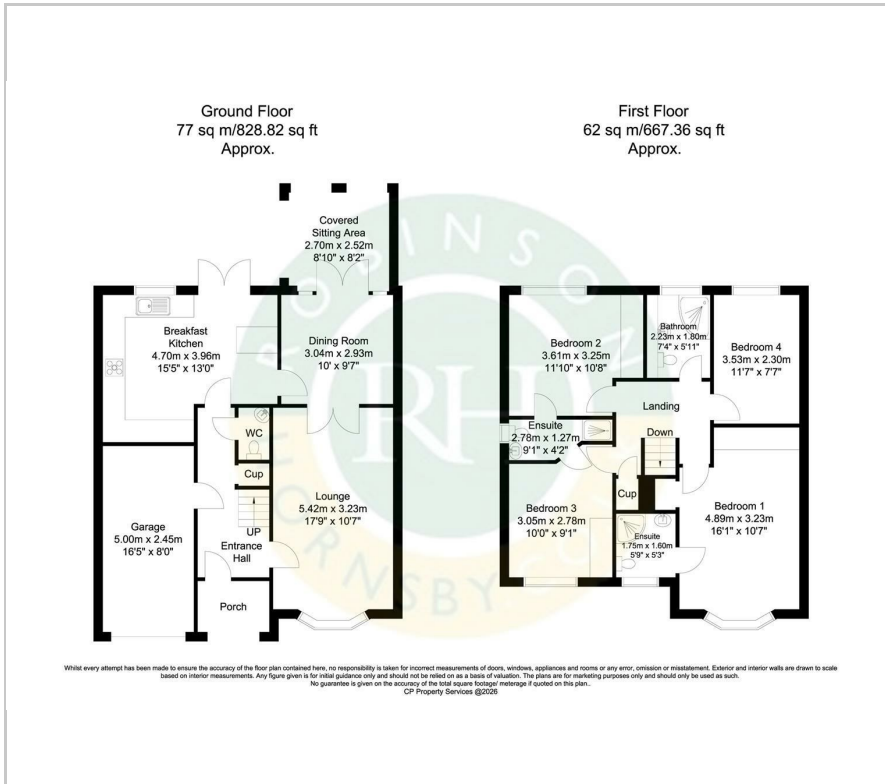 Ground Floor
77 sq m/828.82 sq ft
Approx.
Covered
Sitting Area
2.70m x 2.52m
8'10" x 8'2"
Breakfast
Kitchen
4.70m x 3.96m
15'5" x 13'0"
Dining Room
3.04m x 2.93m
10' x 9'7"
WC
Cup
Garage
5.00m x 2.45m
16'5" x 8'0"
UP
Entrance
Hall
Lounge
5.42m x 3.23m
17'9" x 10'7"
Porch
First Floor
62 sq m/667.36 sq ft
Approx.
Bedroom 2
3.61m x 3.25m
11'10" x 10'8"
Bathroom
2.23m x 1.80m
7'4" x 5'11"
Bedroom 4
3.53m x 2.30m
11'7" x 7'7"
Landing
Down
Ensuite
2.78m x 1.27m
9'1" x 4'2"
Bedroom 3
3.05m x 2.78m
10'0" x 9'1"
Cup
Ensuite
1.75m x 1.60m
5'9" x 5'3"
Bedroom 1
4.89m x 3.23m
16'1" x 10'7"
ROBINSON
RH
HORNSBY.CO
Whilst every attempt has been made to ensure the accuracy of the floor plan contained here, no responsibility is taken for incorrect measurements of doors, windows, appliances and rooms or any error, omission or misstatement. Exterior and interior walls are drawn to scale
based on interior measurements. Any figure given is for initial guidance only and should not be relied on as a basis of valuation. The plans are for marketing purposes only and should only be used as such.
No guarantee is given on the accuracy of the total square footage/ meterage if quoted on this plan..
CP Property Services @2026